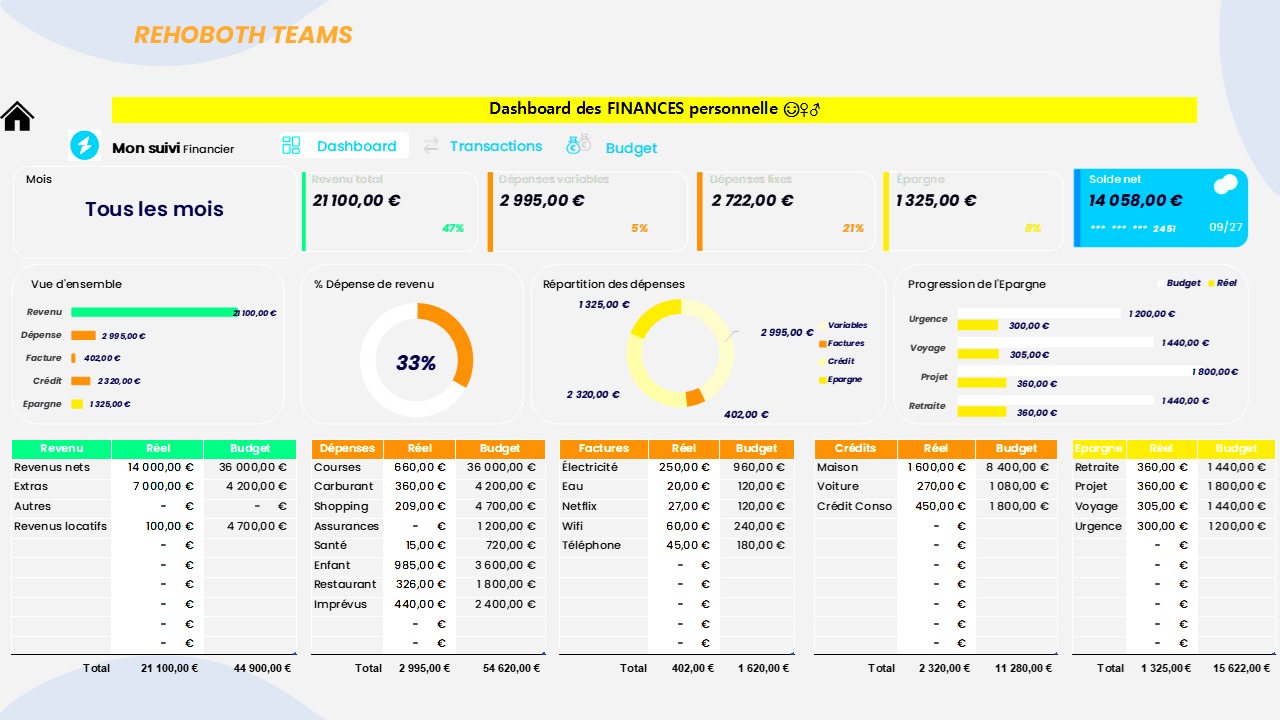 REHOBOTH TEAMS
Dashboard des FINANCES personnelle ☺♀♂
Mon suivi Financier
Dashboard
Transactions
Budget
Mois
Tous les mois
Revenu total
21 100,00 €
47%
Dépenses variables
2 995,00 €
5%
Dépenses fixes
2 722,00 €
21%
Épargne
1 325,00 €
8%
Solde net
14 058,00 €
*** *** *** 2451
09/27
Vue d'ensemble
Revenu 21 100,00 €
Dépense 2 995,00 €
Facture 402,00 €
Crédit 2 320,00 €
Epargne 1 325,00 €
% Dépense de revenu
33%
Répartition des dépenses
1 325,00 €
2 995,00 €
2 320,00 €
402,00 €
Variables
Factures
Crédit
Epargne
Progression de l'Epargne
Budget Réel
Urgence 1 200,00 €
300,00 €
Voyage 1 440,00 €
305,00 €
Projet 1 800,00 €
360,00 €
Retraite 1 440,00 €
360,00 €
Revenu Réel Budget
Revenus nets 14 000,00 € 36 000,00 €
Extras 7 000,00 € 4 200,00 €
Autres - € - €
Revenus locatifs 100,00 € 4 700,00 €
- €
- €
- €
- €
- €
- €
Total 21 100,00 € 44 900,00 €
Dépenses Réel Budget
Courses 660,00 € 36 000,00 €
Carburant 360,00 € 4 200,00 €
Shopping 209,00 € 4 700,00 €
Assurances - € 1 200,00 €
Santé 15,00 € 720,00 €
Enfant 985,00 € 3 600,00 €
Restaurant 326,00 € 1 800,00 €
Imprévus 440,00 € 2 400,00 €
Total 2 995,00 € 54 620,00 €
Factures Réel Budget
Électricité 250,00 € 960,00 €
Eau 20,00 € 120,00 €
Netflix 27,00 € 120,00 €
Wifi 60,00 € 240,00 €
Téléphone 45,00 € 180,00 €
- €
- €
- €
- €
- €
Total 402,00 € 1 620,00 €
Crédits Réel Budget
Maison 1 600,00 € 8 400,00 €
Voiture 270,00 € 1 080,00 €
Crédit Conso 450,00 € 1 800,00 €
- €
- €
- €
- €
- €
- €
- €
Total 2 320,00 € 11 280,00 €
Epargne Réel Budget
Retraite 360,00 € 1 440,00 €
Projet 360,00 € 1 800,00 €
Voyage 305,00 € 1 440,00 €
Urgence 300,00 € 1 200,00 €
- €
- €
- €
- €
- €
- €
Total 1 325,00 € 15 622,00 €